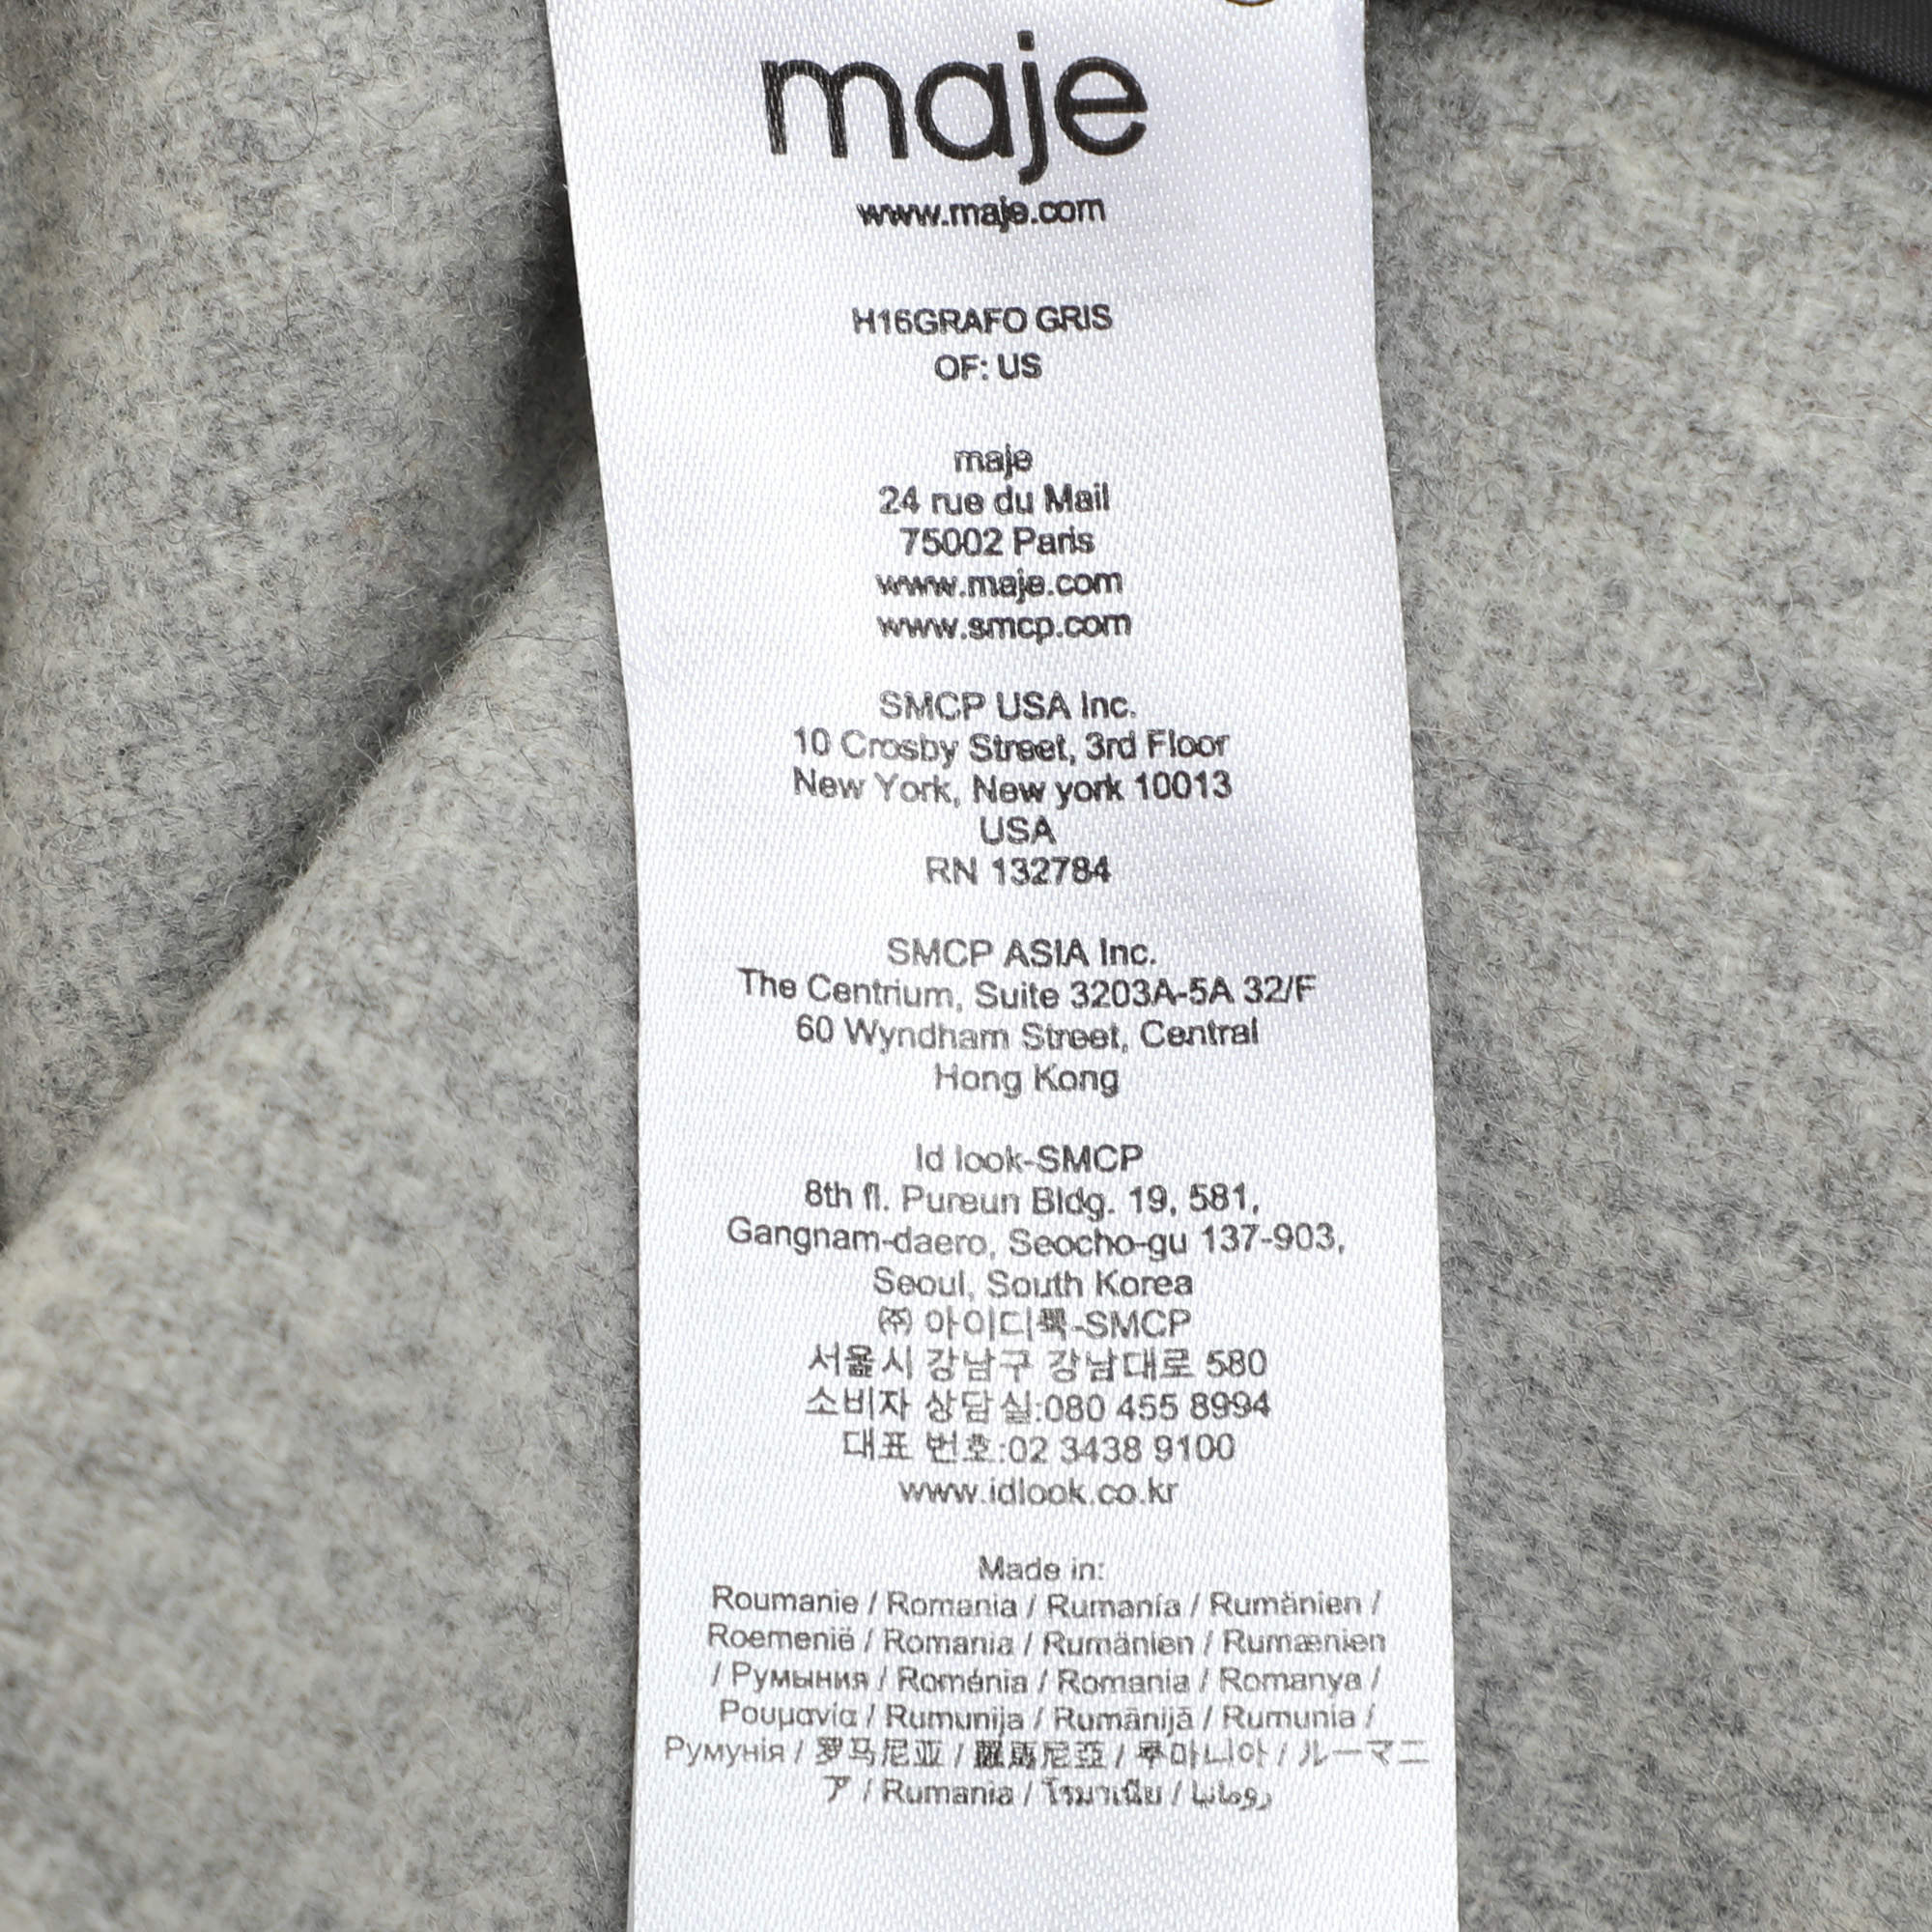 maje
www.maje.com
H16GRAFO GRIS
OF: US
maje
24 rue du Mail
75002 Paris
www.maje.com
www.smcp.com
SMCP USA Inc.
10 Crosby Street, 3rd Floor
New York, New york 10013
USA
RN 132784
SMCP ASIA Inc.
The Centrium, Suite 3203A-5A 32/F
60 Wyndham Street, Central
Hong Kong
Id look-SMCP
8th fl. Pureun Bldg. 19, 581,
Gangnam-daero, Seocho-gu 137-903,
Seoul, South Korea
㈜ 아이디룩-SMCP
서울시 강남구 강남대로 580
소비자 상담실:080 455 8994
대표 번호:02 3438 9100
www.idlook.co.kr
Made in:
Roumanie / Romania / Rumanía / Rumänien /
Roemenië / Romania / Rumänien / Rumænien
/ Румыния / Roménia / Romania / Romanya /
Ρουμανία / Rumunija / Rumānijā / Rumunia /
Румунія / 罗马尼亚 / 羅馬尼亞 / 루마니아 / ルーマニ
ア / Rumania / โรมาเนีย / رومانيا